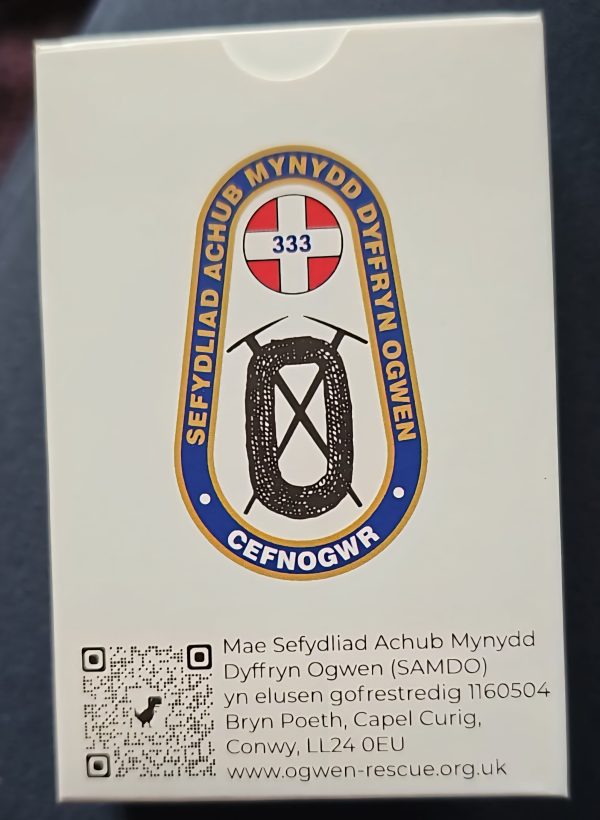 SEFYDLIAD ACHUB MYNYDD DYFFRYN OGWEN
333
CEFNOGWR
Mae Sefydliad Achub Mynydd
Dyffryn Ogwen (SAMDO)
yn elusen gofrestredig 1160504
Bryn Poeth, Capel Curig,
Conwy, LL24 0EU
www.ogwen-rescue.org.uk